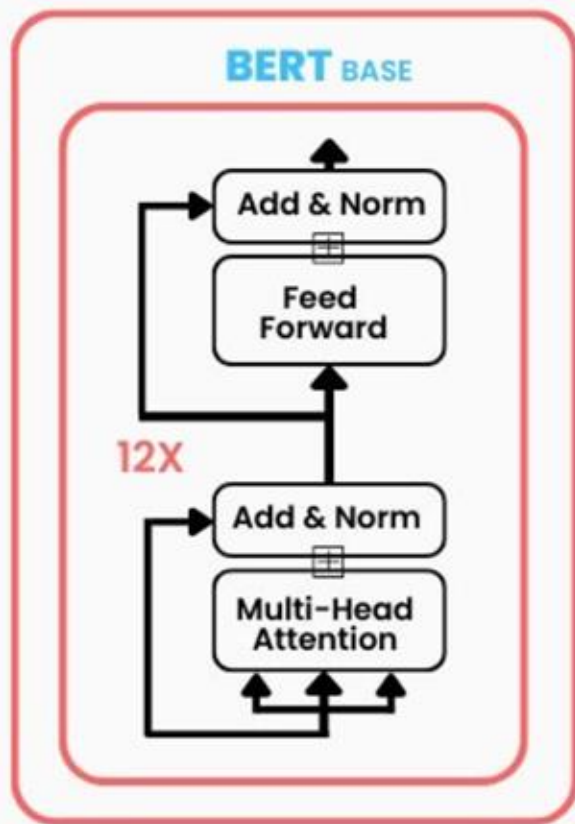 BERT BASE
Add & Norm
Feed
Forward
12X
Add & Norm
Multi-Head
Attention